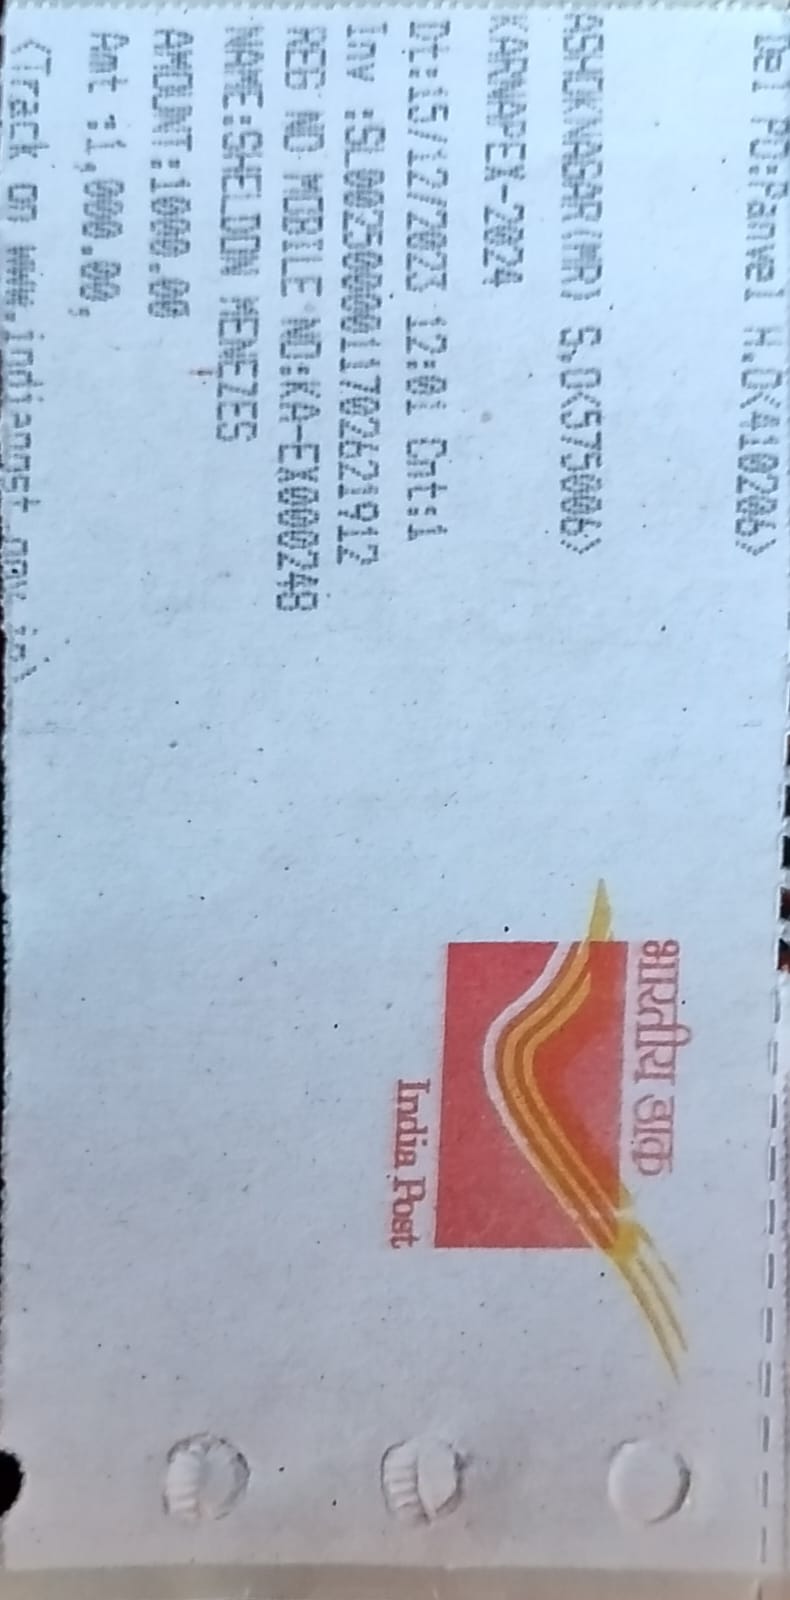 Del PO:Panvel H.O<410206>
ASHOKNAGAR(MR) S.O<575006>
KARNAPEX-2024
Dt:15/12/2023 12:01 Cnt:1
Inv :SL0025000011702621912
REG NO MOBILE NO:KA-EX000248
NAME:SHELDON MENEZES
AMOUNT:1000.00
Amt :1,000.00,
<Track on www.indiapost.gov.in>
भारतीय डाक
India Post